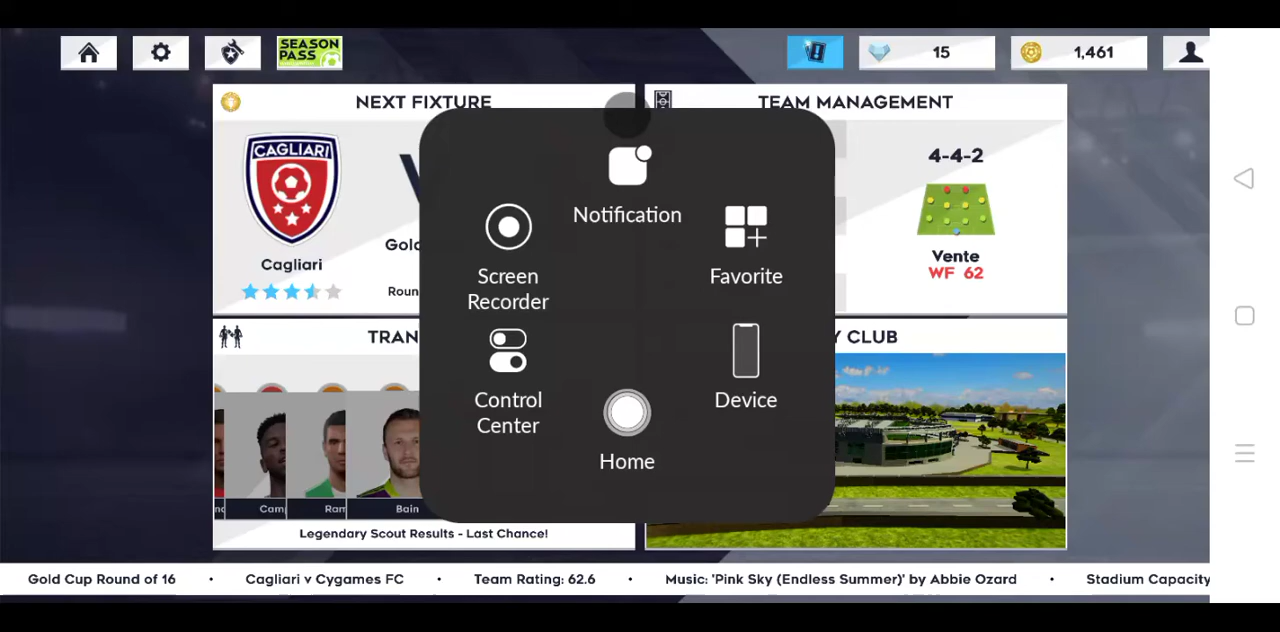 SEASON
PASS
15
1,461
NEXT FIXTURE
TEAM MANAGEMENT
CAGLIARI
V
Cagliari
Gol
Roun
4-4-2
Vente
WF 62
Notification
Screen
Recorder
Favorite
Control
Center
Device
Home
TRAN
Y CLUB
Cam
Ram
Bain
Legendary Scout Results - Last Chance!
Gold Cup Round of 16 • Cagliari v Cygames FC • Team Rating: 62.6 • Music: 'Pink Sky (Endless Summer)' by Abbie Ozard • Stadium Capacity